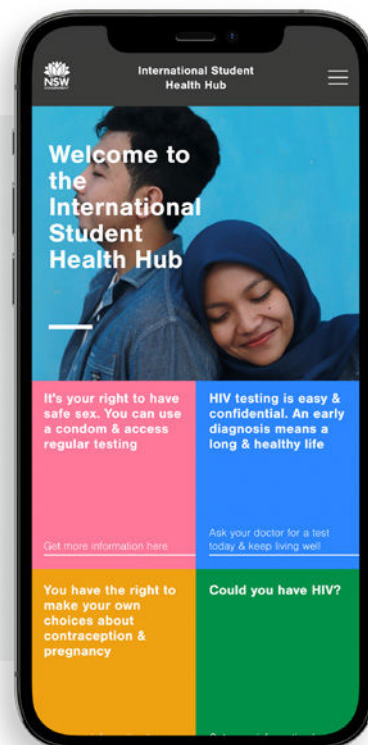 NSW
GOVERNMENT
International Student
Health Hub
Welcome to
the
International
Student
Health Hub
It's your right to have
safe sex. You can use
a condom & access
regular testing
Get more information here
HIV testing is easy &
confidential. An early
diagnosis means a
long & healthy life
Ask your doctor for a test
today & keep living well
You have the right to
make your own
choices about
contraception &
pregnancy
Could you have HIV?